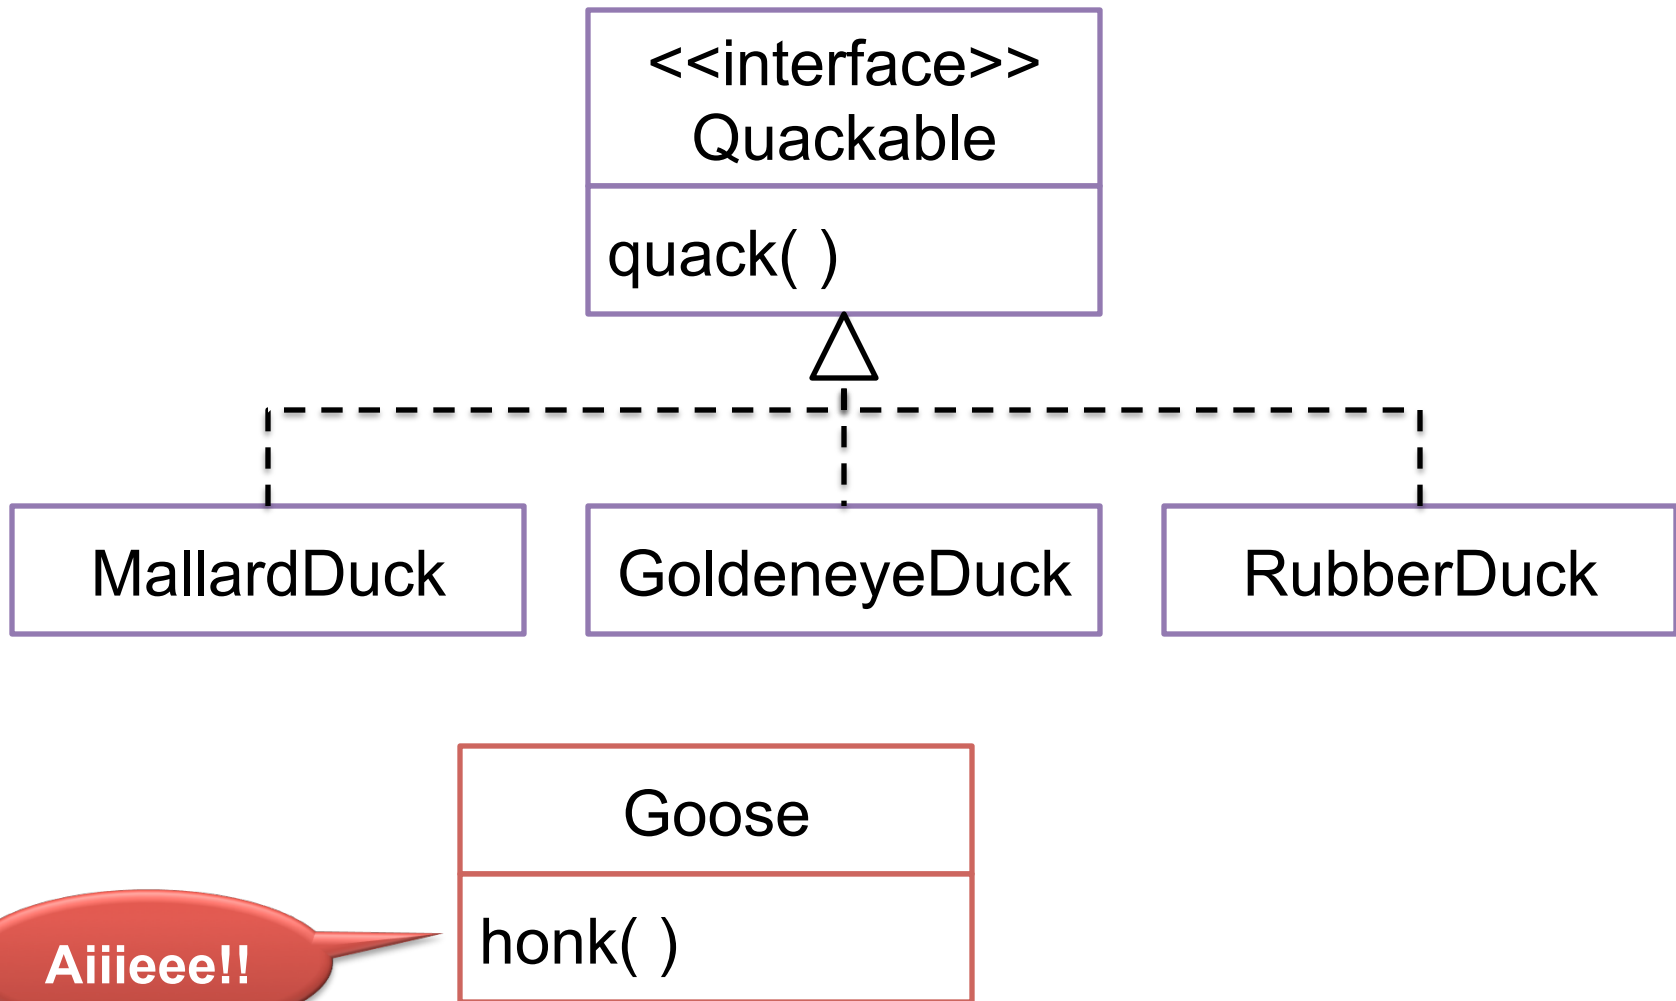 <<interface>>
Quackable
quack( )
MallardDuck
GoldeneyeDuck
RubberDuck
Goose
honk( )
Aiiieee!!